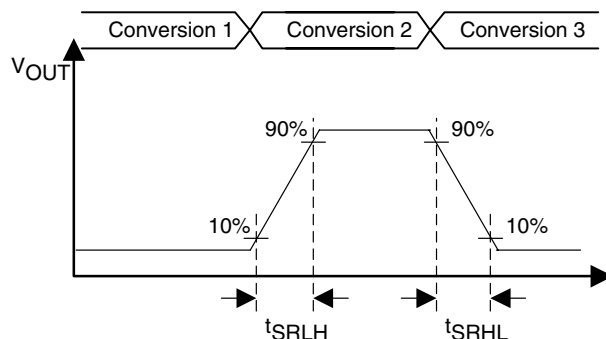 Conversion 1 Conversion 2 Conversion 3
VOUT
90% 90%
10% 10%
tSRLH tSRHL